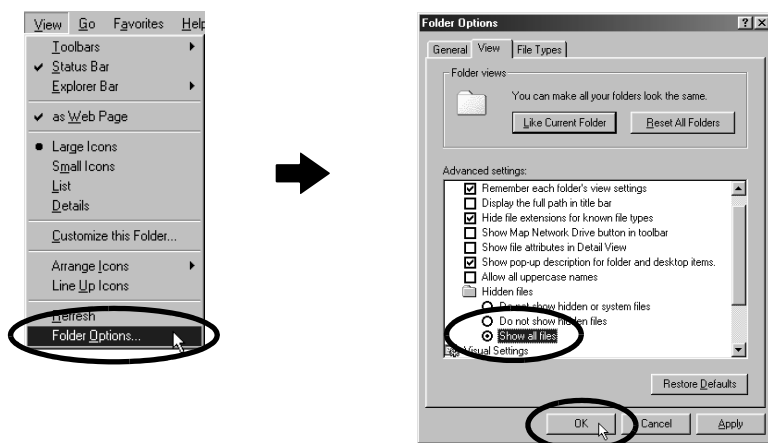 View Go Favorites Help
Toolbars
Status Bar
Explorer Bar
as Web Page
Large Icons
Small Icons
List
Details
Customize this Folder...
Arrange Icons
Line Up Icons
Refresh
Folder Options...
Folder Options
General View File Types
Folder views
You can make all your folders look the same.
Like Current Folder Reset All Folders
Advanced settings:
Remember each folder's view settings
Display the full path in title bar
Hide file extensions for known file types
Show Map Network Drive button in toolbar
Show file attributes in Detail View
Show pop-up description for folder and desktop items.
Allow all uppercase names
Hidden files
Do not show hidden or system files
Do not show hidden files
Show all files
Visual Settings
Restore Defaults
OK Cancel Apply